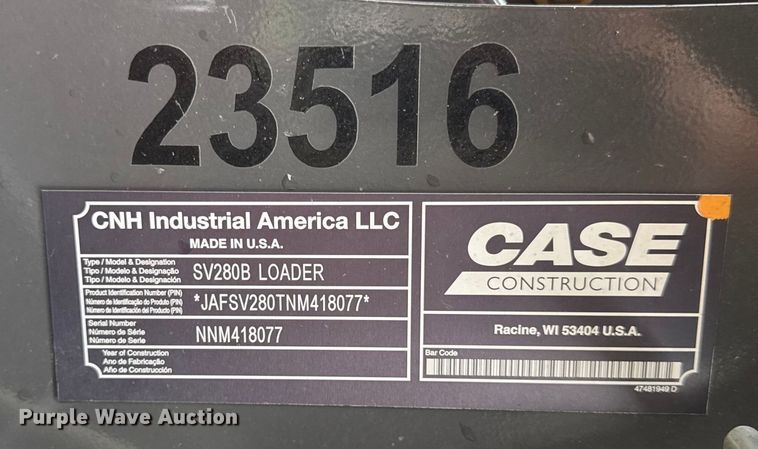 23516
CNH Industrial America LLC
MADE IN U.S.A.
Type / Model & Designation
Tipo / Modelo & Designação
Tipo / Modelo & Designación
SV280B LOADER
Product Identification Number (PIN)
Número de Identificação do Produto (PIN)
Número de Identificación del Producto (PIN)
*JAFSV280TNM418077*
Serial Number
Número de Série
Número de Serie
NNM418077
Year of Construction
Ano de Fabricação
Año de Construcción
CASE
CONSTRUCTION
Racine, WI 53404 U.S.A.
Bar Code
47481949 D
Purple Wave Auction